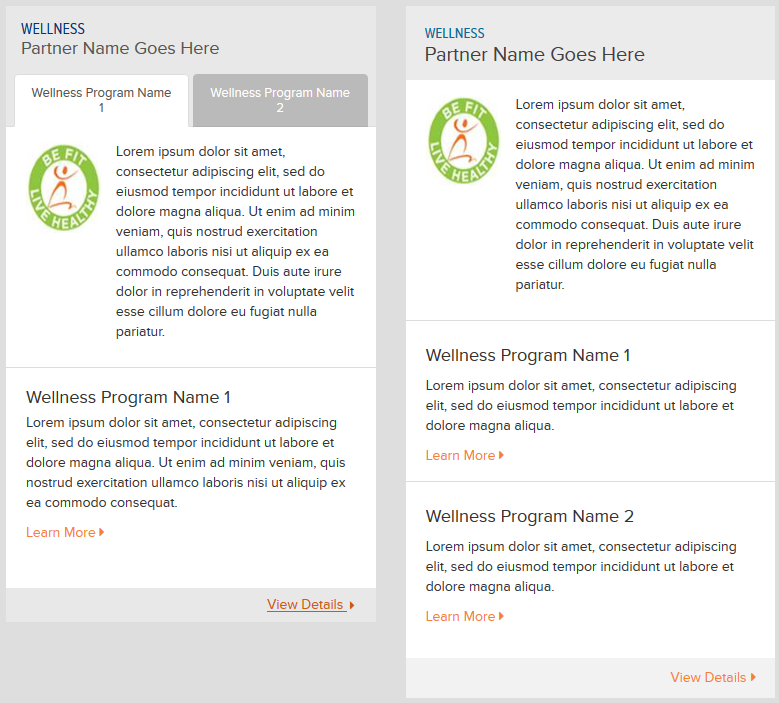 WELLNESS
Partner Name Goes Here
Wellness Program Name
1
Wellness Program Name
2
BE FIT
LIVE HEALTHY
Lorem ipsum dolor sit amet,
consectetur adipiscing elit, sed do
eiusmod tempor incididunt ut labore et
dolore magna aliqua. Ut enim ad minim
veniam, quis nostrud exercitation
ullamco laboris nisi ut aliquip ex ea
commodo consequat. Duis aute irure
dolor in reprehenderit in voluptate velit
esse cillum dolore eu fugiat nulla
pariatur.
Wellness Program Name 1
Lorem ipsum dolor sit amet, consectetur adipiscing
elit, sed do eiusmod tempor incididunt ut labore et
dolore magna aliqua. Ut enim ad minim veniam, quis
nostrud exercitation ullamco laboris nisi ut aliquip ex
ea commodo consequat.
Learn More
View Details
WELLNESS
Partner Name Goes Here
BE FIT
LIVE HEALTHY
Lorem ipsum dolor sit amet,
consectetur adipiscing elit, sed do
eiusmod tempor incididunt ut labore et
dolore magna aliqua. Ut enim ad minim
veniam, quis nostrud exercitation
ullamco laboris nisi ut aliquip ex ea
commodo consequat. Duis aute irure
dolor in reprehenderit in voluptate velit
esse cillum dolore eu fugiat nulla
pariatur.
Wellness Program Name 1
Lorem ipsum dolor sit amet, consectetur adipiscing
elit, sed do eiusmod tempor incididunt ut labore et
dolore magna aliqua.
Learn More
Wellness Program Name 2
Lorem ipsum dolor sit amet, consectetur adipiscing
elit, sed do eiusmod tempor incididunt ut labore et
dolore magna aliqua.
Learn More
View Details